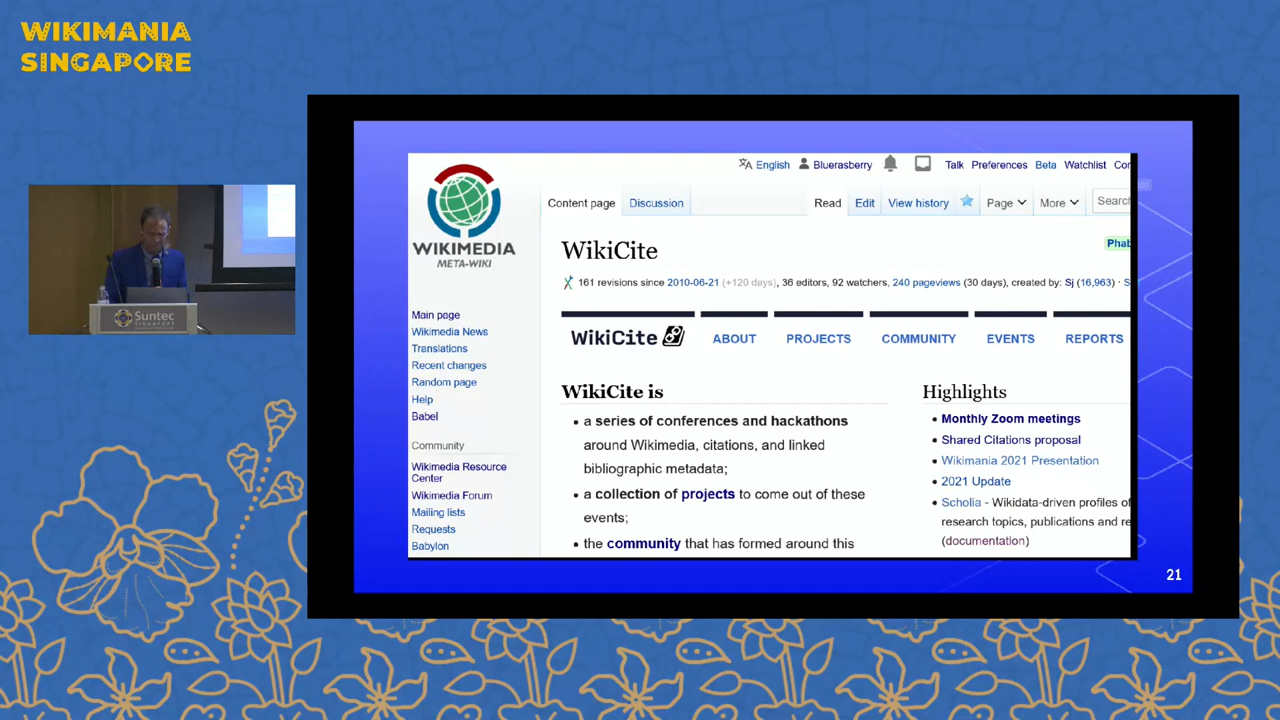 WIKIMANIA
SINGAPORE
Suntec
SINGAPORE
WIKIMEDIA
META-WIKI
English Bluerasberry Talk Preferences Beta Watchlist Con
Content page Discussion Read Edit View history Page More Search
WikiCite
Phab
161 revisions since 2010-06-21 (+120 days), 36 editors, 92 watchers, 240 pageviews (30 days), created by: Sj (16,963) · S
Main page
Wikimedia News
Translations
Recent changes
Random page
Help
Babel
Community
Wikimedia Resource
Center
Wikimedia Forum
Mailing lists
Requests
Babylon
WikiCite ABOUT PROJECTS COMMUNITY EVENTS REPORTS
WikiCite is
• a series of conferences and hackathons
around Wikimedia, citations, and linked
bibliographic metadata;
• a collection of projects to come out of these
events;
• the community that has formed around this
Highlights
• Monthly Zoom meetings
• Shared Citations proposal
• Wikimania 2021 Presentation
• 2021 Update
• Scholia - Wikidata-driven profiles of
research topics, publications and re
(documentation)
21